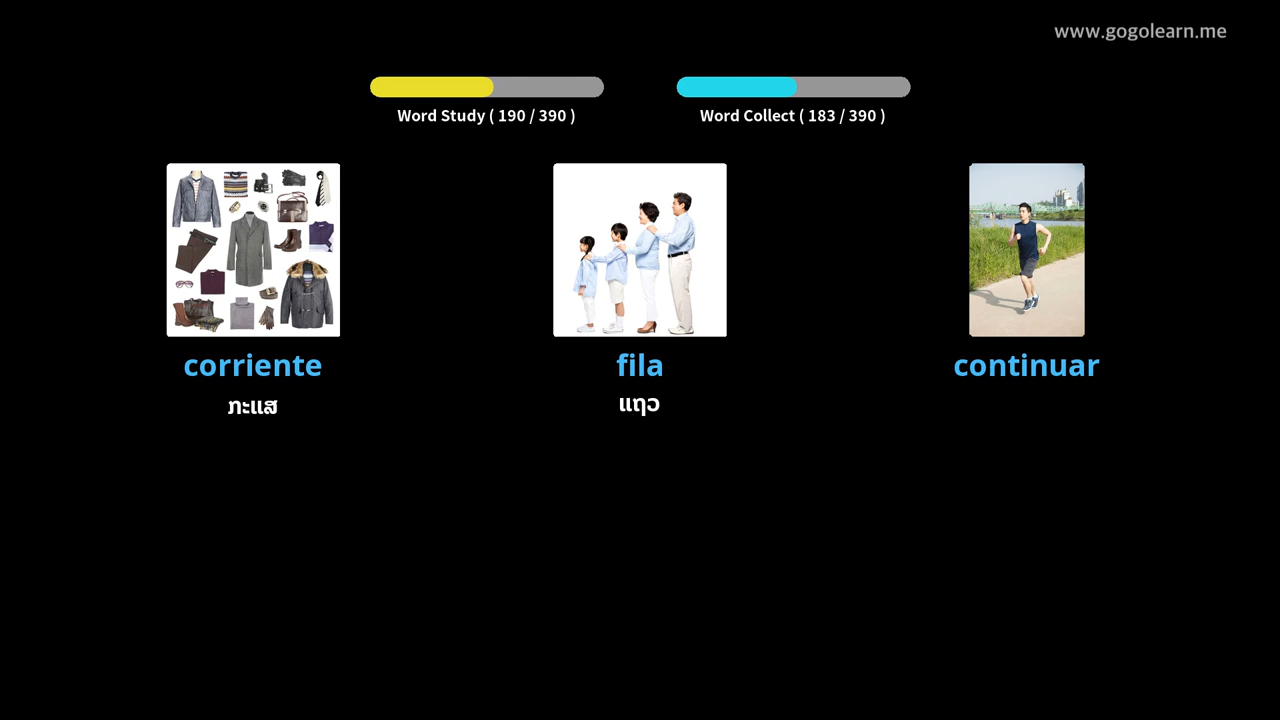 www.gogolearn.me
Word Study ( 190 / 390 )
Word Collect ( 183 / 390 )
corriente
fila
continuar
ກະແສ
ແຖວ